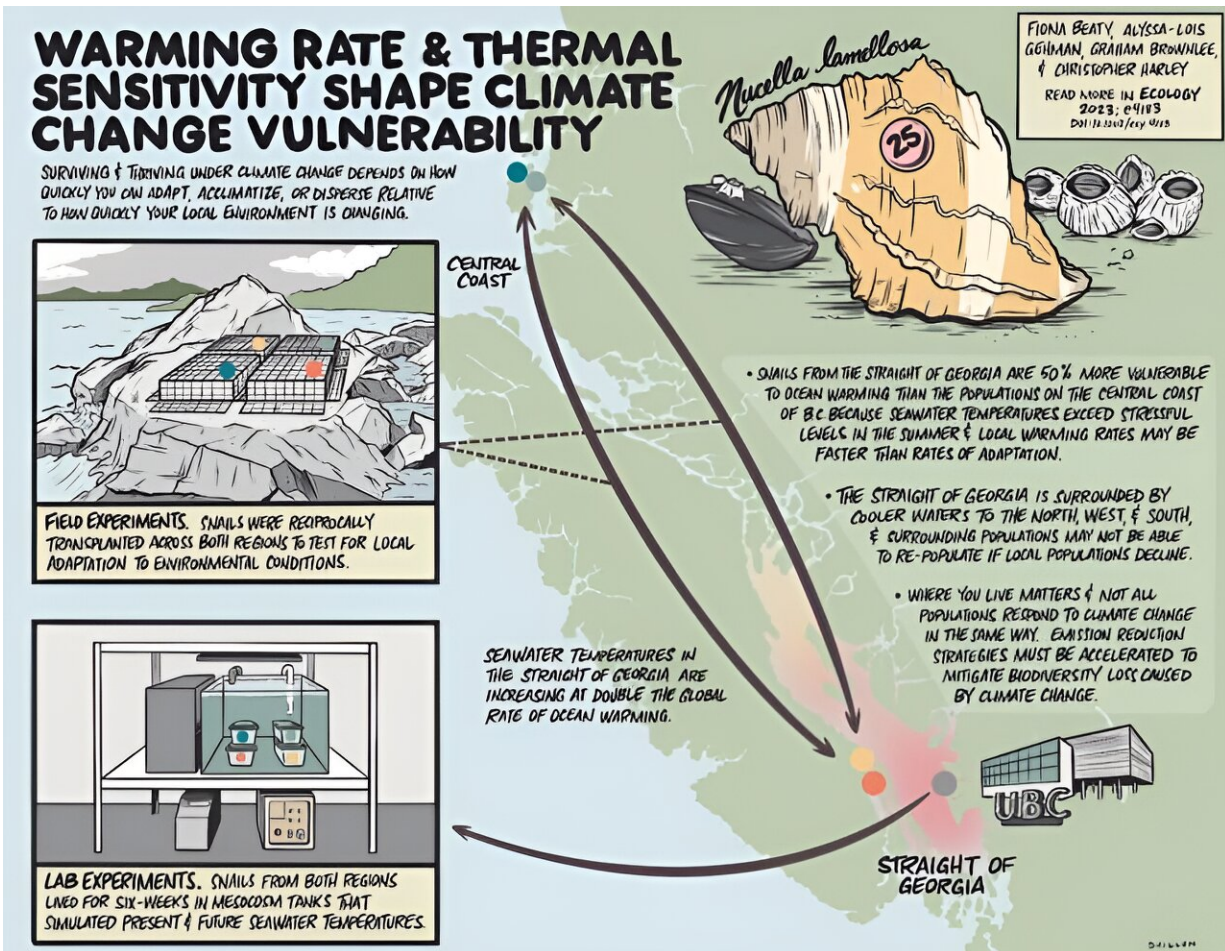 WARMING RATE & THERMAL
SENSITIVITY SHAPE CLIMATE
CHANGE VULNERABILITY
SURVIVING & THRIVING UNDER CLIMATE CHANGE DEPENDS ON HOW
QUICKLY YOU CAN ADAPT, ACCLIMATIZE, OR DISPERSE RELATIVE
TO HOW QUICKLY YOUR LOCAL ENVIRONMENT IS CHANGING.
Nucella lamellosa
25
FIONA BEATY, ALYSSA-LOIS
GEHMAN, GRAHAM BROWNLEE,
& CHRISTOPHER HARLEY
READ MORE IN ECOLOGY
2023; e4183
CENTRAL
COAST
FIELD EXPERIMENTS. SNAILS WERE RECIPROCALLY
TRANSPLANTED ACROSS BOTH REGIONS TO TEST FOR LOCAL
ADAPTATION TO ENVIRONMENTAL CONDITIONS.
• SNAILS FROM THE STRAIGHT OF GEORGIA ARE 50% MORE VULNERABLE
TO OCEAN WARMING THAN THE POPULATIONS ON THE CENTRAL COAST
OF BC BECAUSE SEAWATER TEMPERATURES EXCEED STRESSFUL
LEVELS IN THE SUMMER & LOCAL WARMING RATES MAY BE
FASTER THAN RATES OF ADAPTATION.
• THE STRAIGHT OF GEORGIA IS SURROUNDED BY
COOLER WATERS TO THE NORTH, WEST, & SOUTH,
& SURROUNDING POPULATIONS MAY NOT BE ABLE
TO RE-POPULATE IF LOCAL POPULATIONS DECLINE.
• WHERE YOU LIVE MATTERS & NOT ALL
POPULATIONS RESPOND TO CLIMATE CHANGE
IN THE SAME WAY. EMISSION REDUCTION
STRATEGIES MUST BE ACCELERATED TO
MITIGATE BIODIVERSITY LOSS CAUSED
BY CLIMATE CHANGE.
SEAWATER TEMPERATURES IN
THE STRAIGHT OF GEORGIA ARE
INCREASING AT DOUBLE THE GLOBAL
RATE OF OCEAN WARMING.
UBC
STRAIGHT OF
GEORGIA
LAB EXPERIMENTS. SNAILS FROM BOTH REGIONS
LIVED FOR SIX-WEEKS IN MESOCOSM TANKS THAT
SIMULATED PRESENT & FUTURE SEAWATER TEMPERATURES.